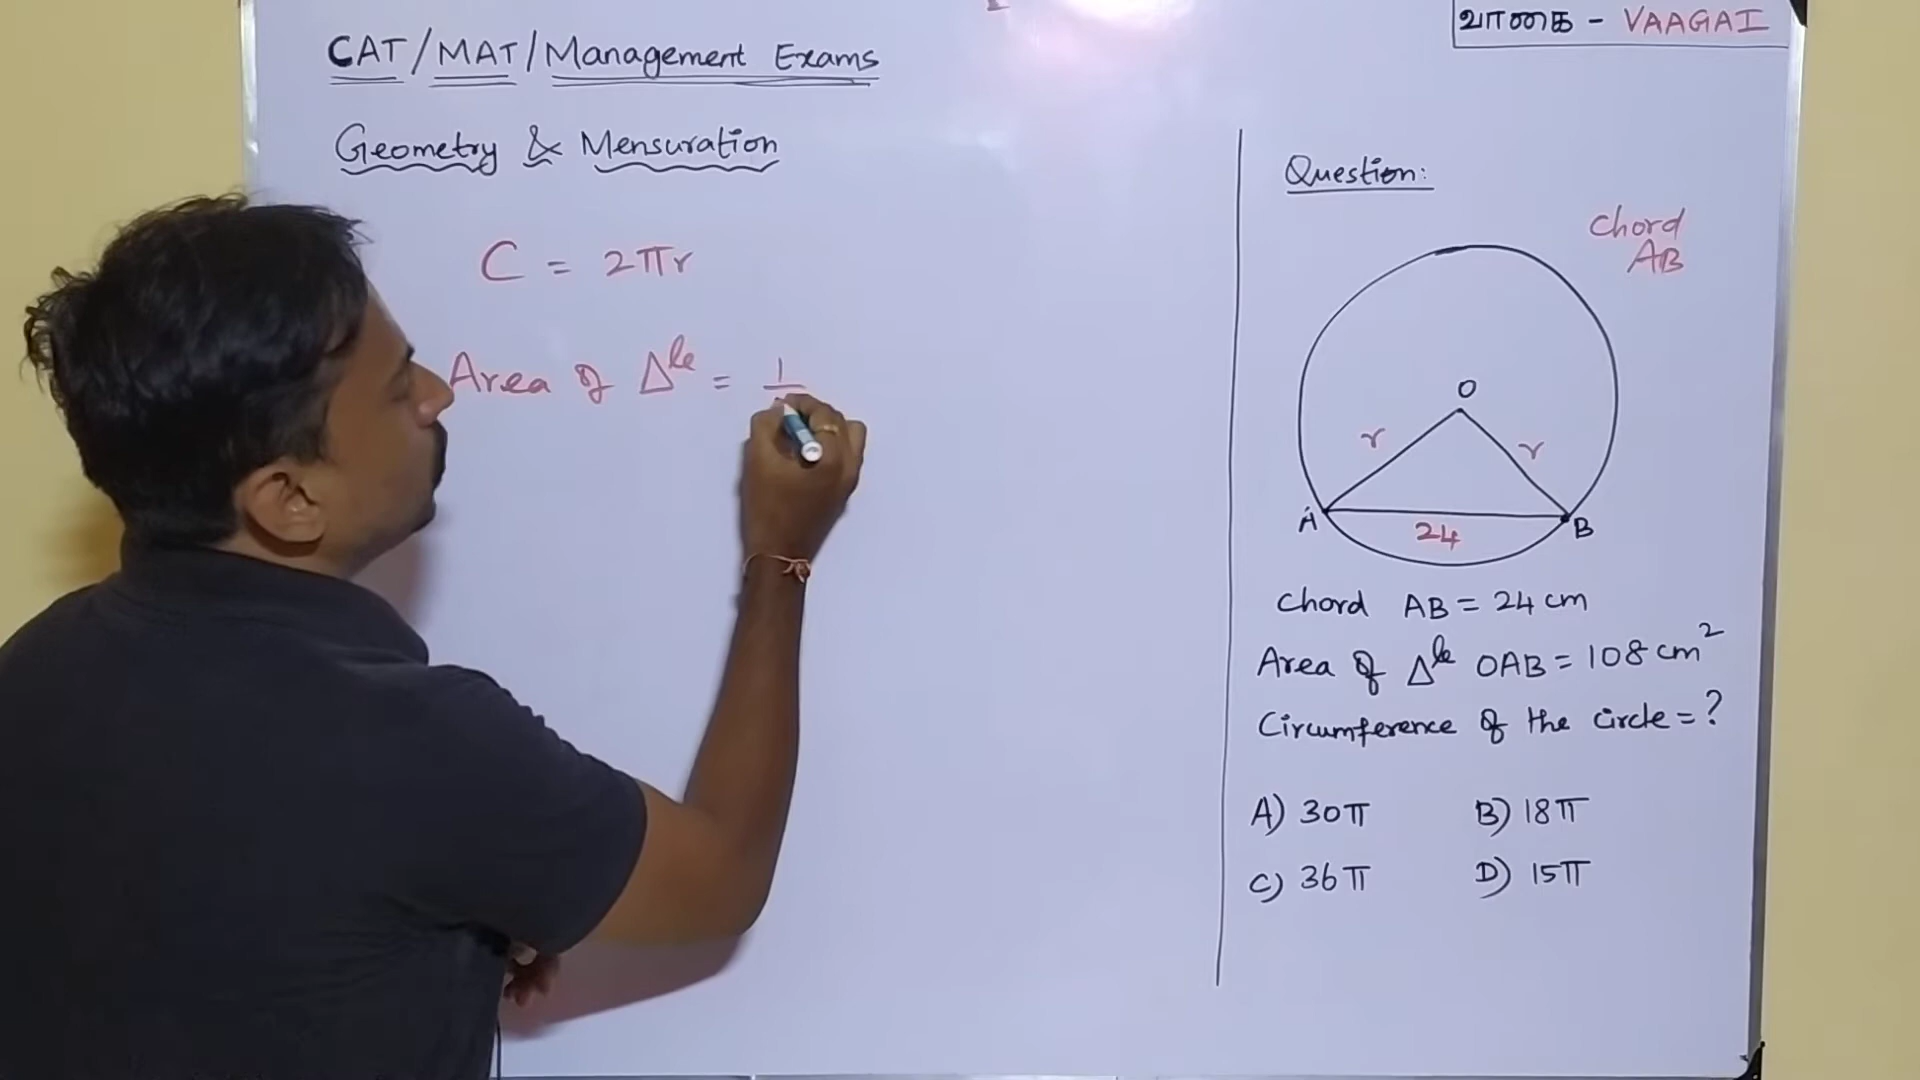 CAT/MAT/Management Exams
வாகை - VAAGAI
Geometry & Mensuration
C = 2πr
Area of Δle = 1
Question:
Chord
AB
O
r
r
A
24
B
Chord AB = 24 cm
Area of Δle OAB = 108 cm²
Circumference of the circle = ?
A) 30π B) 18π
C) 36π D) 15π